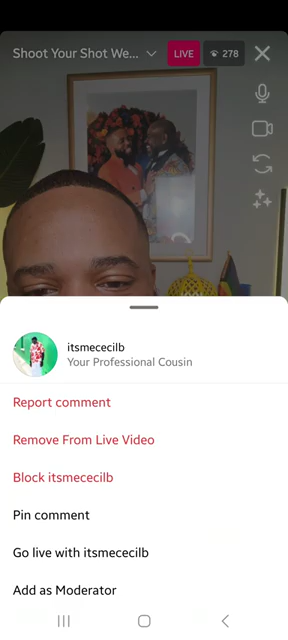 Shoot Your Shot We...
LIVE
278
itsmececilb
Your Professional Cousin
Report comment
Remove From Live Video
Block itsmececilb
Pin comment
Go live with itsmececilb
Add as Moderator